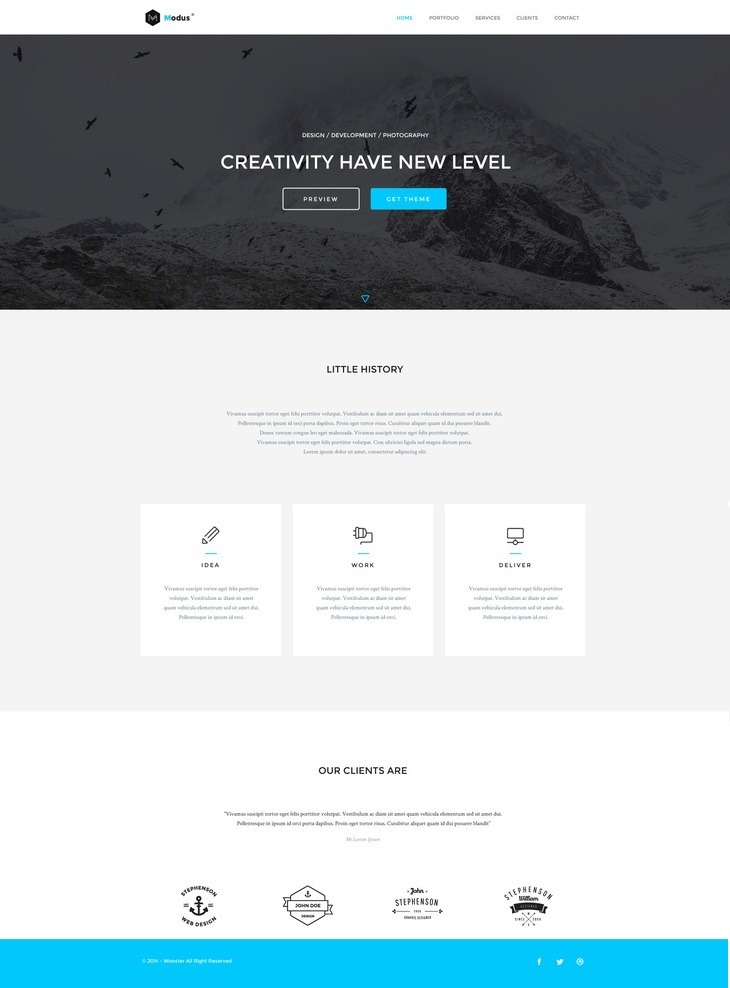 Modus®
HOME PORTFOLIO SERVICES CLIENTS CONTACT
DESIGN / DEVELOPMENT / PHOTOGRAPHY
CREATIVITY HAVE NEW LEVEL
PREVIEW GET THEME
LITTLE HISTORY
Vivamus suscipit tortor eget felis porttitor volutpat. Vestibulum ac diam sit amet quam vehicula elementum sed sit amet dui.
Pellentesque in ipsum id orci porta dapibus. Proin eget tortor risus. Curabitur aliquet quam id dui posuere blandit.
Donec rutrum congue leo eget malesuada. Vivamus suscipit tortor eget felis porttitor volutpat.
Vivamus suscipit tortor eget felis porttitor volutpat. Cras ultricies ligula sed magna dictum porta.
Lorem ipsum dolor sit amet, consectetur adipiscing elit.
IDEA
Vivamus suscipit tortor eget felis porttitor
volutpat. Vestibulum ac diam sit amet
quam vehicula elementum sed sit amet dui.
Pellentesque in ipsum id orci.
WORK
Vivamus suscipit tortor eget felis porttitor
volutpat. Vestibulum ac diam sit amet
quam vehicula elementum sed sit amet dui.
Pellentesque in ipsum id orci.
DELIVER
Vivamus suscipit tortor eget felis porttitor
volutpat. Vestibulum ac diam sit amet
quam vehicula elementum sed sit amet dui.
Pellentesque in ipsum id orci.
OUR CLIENTS ARE
"Vivamus suscipit tortor eget felis porttitor volutpat. Vestibulum ac diam sit amet quam vehicula elementum sed sit amet dui.
Pellentesque in ipsum id orci porta dapibus. Proin eget tortor risus. Curabitur aliquet quam id dui posuere blandit"
Mr.Lorem Ipsum
STEPHENSON
WEB DESIGN
JOHN DOE
DESIGN
John
STEPHENSON
GRAPHIC DESIGNER
STEPHENSON
William
DESIGNER
SINCE 2006
© 2014 - Wooster All Right Reserved